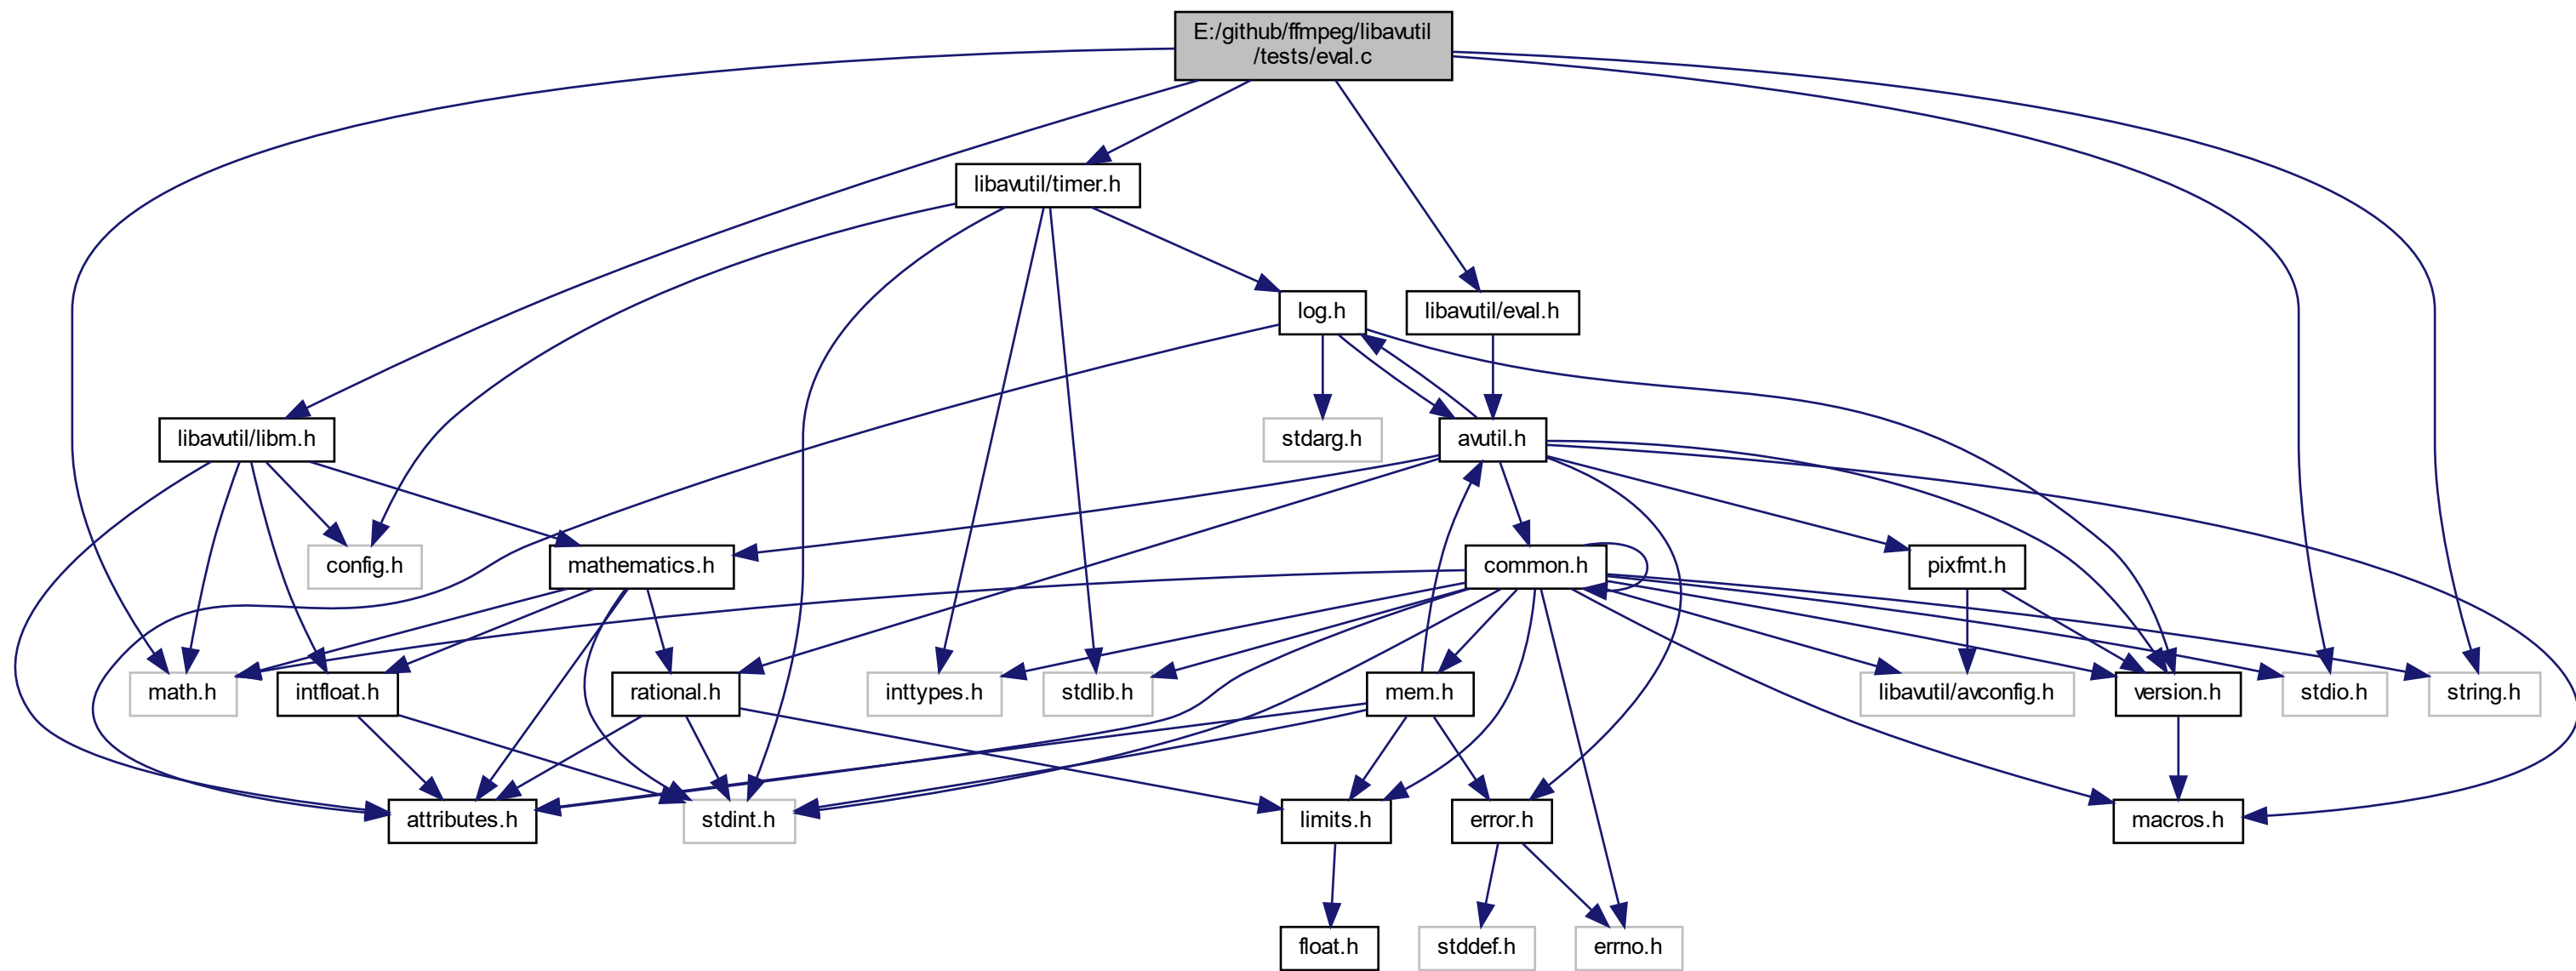 E:/github/ffmpeg/libavutil
/tests/eval.c
libavutil/timer.h
log.h
libavutil/eval.h
libavutil/libm.h
stdarg.h
avutil.h
config.h
mathematics.h
common.h
pixfmt.h
math.h
intfloat.h
rational.h
inttypes.h
stdlib.h
mem.h
libavutil/avconfig.h
version.h
stdio.h
string.h
attributes.h
stdint.h
limits.h
error.h
macros.h
float.h
stddef.h
errno.h